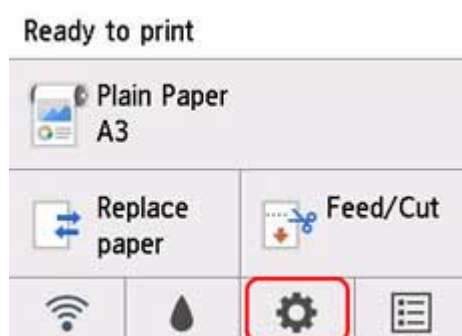 Ready to print
Plain Paper
A3
Replace
paper
Feed/Cut